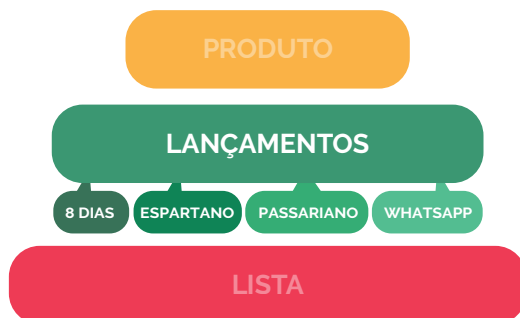 PRODUTO
LANÇAMENTOS
8 DIAS ESPARTANO PASSARIANO WHATSAPP
LISTA